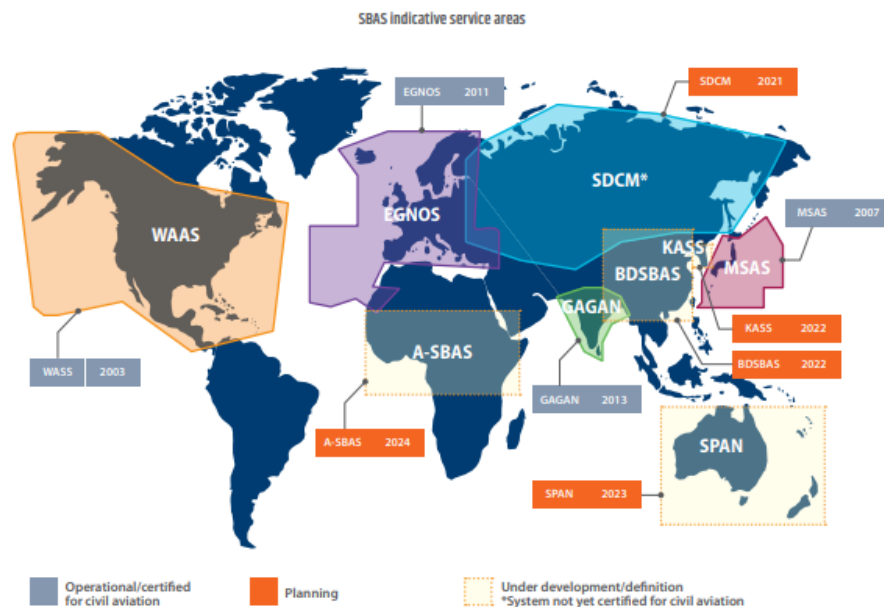 SBAS indicative service areas
SDCM 2021
EGNOS 2011
SDCM*
WAAS
EGNOS
MSAS 2007
KASS
BDSBAS
MSAS
GAGAN
KASS 2022
A-SBAS
BDSBAS 2022
WASS 2003
GAGAN 2013
A-SBAS 2024
SPAN
SPAN 2023
Operational/certified
for civil aviation
Planning
Under development/definition
*System not yet certified for civil aviation